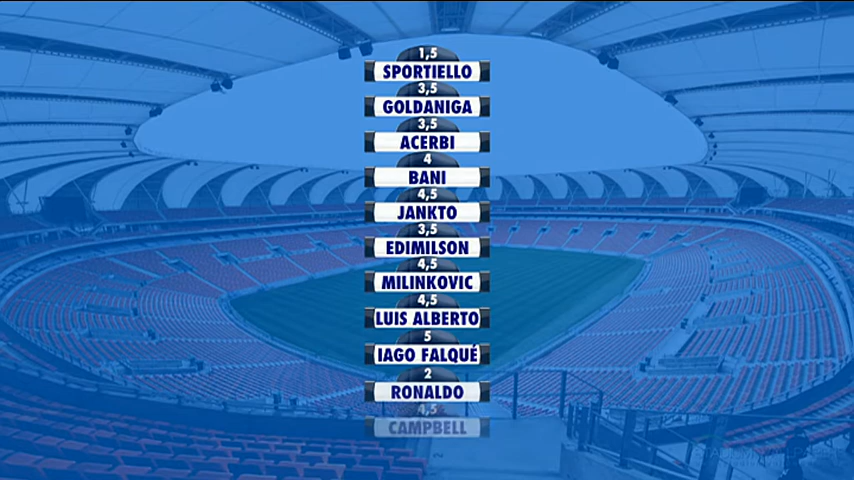 1,5
SPORTIELLO
3,5
GOLDANIGA
3,5
ACERBI
4
BANI
4,5
JANKTO
3,5
EDIMILSON
4,5
MILINKOVIC
4,5
LUIS ALBERTO
5
IAGO FALQUÉ
2
RONALDO
4,5
CAMPBELL